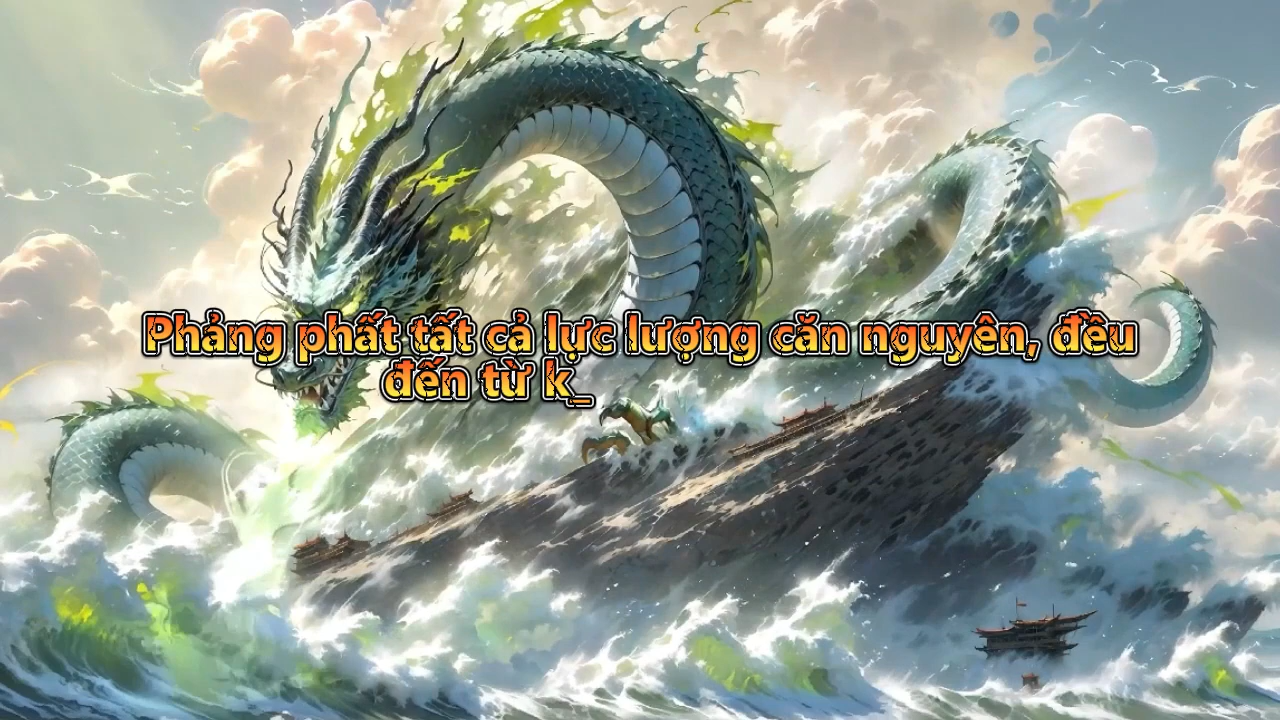 Phảng phất tất cả lực lượng căn nguyên, đều
đến từ k_